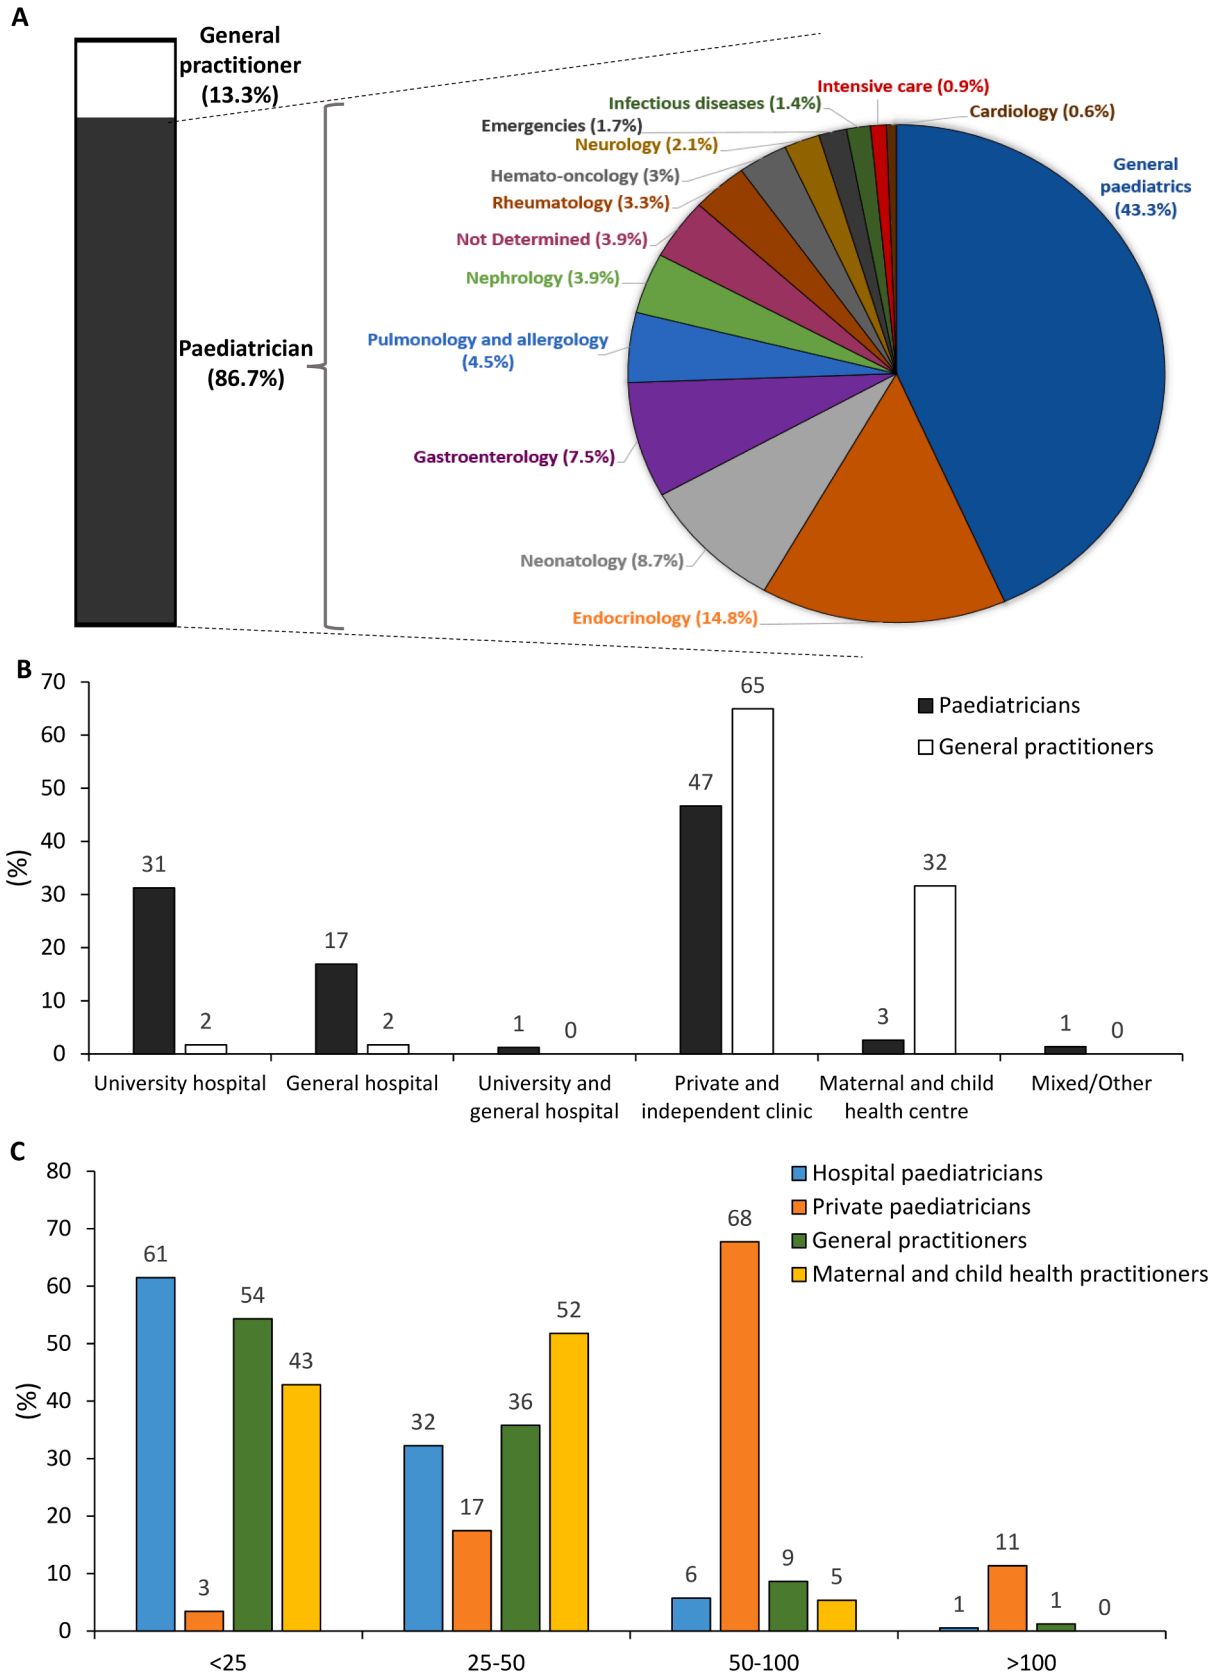 A
General
practitioner
(13.3%)
Paediatrician
(86.7%)
Intensive care (0.9%)
Infectious diseases (1.4%)
Cardiology (0.6%)
Emergencies (1.7%)
Neurology (2.1%)
Hemato-oncology (3%)
Rheumatology (3.3%)
Not Determined (3.9%)
Nephrology (3.9%)
Pulmonology and allergology
(4.5%)
Gastroenterology (7.5%)
Neonatology (8.7%)
Endocrinology (14.8%)
General
paediatrics
(43.3%)
B
(%)
70
60
50
40
30
20
10
0
Paediatricians
General practitioners
31
2
17
2
1
0
47
65
3
32
1
0
University hospital
General hospital
University and
general hospital
Private and
independent clinic
Maternal and child
health centre
Mixed/Other
C
(%)
80
70
60
50
40
30
20
10
0
Hospital paediatricians
Private paediatricians
General practitioners
Maternal and child health practitioners
61
3
54
43
32
17
36
52
6
68
9
5
1
11
1
0
<25
25-50
50-100
>100